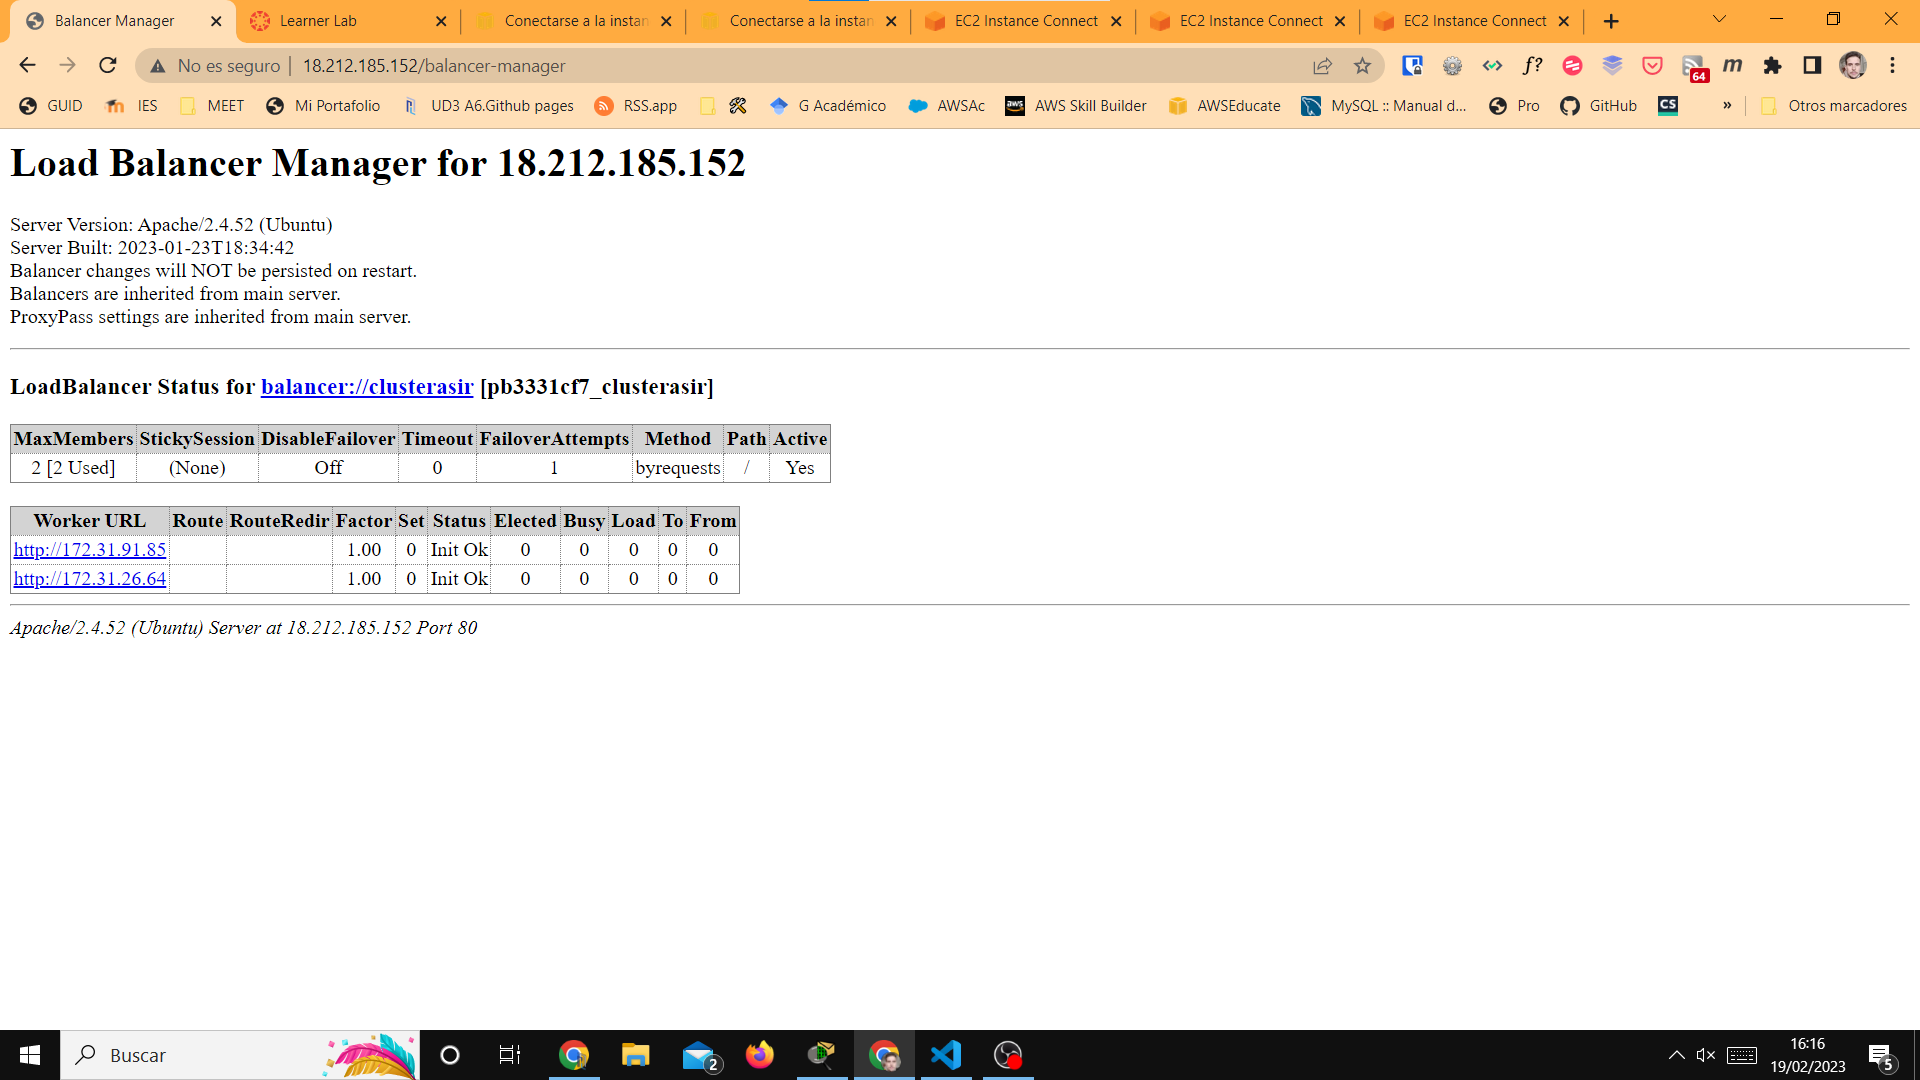 Balancer Manager
Learner Lab
Conectarse a la instan
Conectarse a la instan
EC2 Instance Connect
EC2 Instance Connect
EC2 Instance Connect
No es seguro | 18.212.185.152/balancer-manager
f?
64
m
GUID
IES
MEET
Mi Portafolio
UD3 A6.Github pages
RSS.app
G Académico
AWSAc
aws
AWS Skill Builder
AWSEducate
MySQL :: Manual d...
Pro
GitHub
CS
»
Otros marcadores
Load Balancer Manager for 18.212.185.152
Server Version: Apache/2.4.52 (Ubuntu)
Server Built: 2023-01-23T18:34:42
Balancer changes will NOT be persisted on restart.
Balancers are inherited from main server.
ProxyPass settings are inherited from main server.
LoadBalancer Status for balancer://clusterasir [pb3331cf7_clusterasir]
MaxMembers StickySession DisableFailover Timeout FailoverAttempts Method Path Active
2 [2 Used] (None) Off 0 1 byrequests / Yes
Worker URL Route RouteRedir Factor Set Status Elected Busy Load To From
http://172.31.91.85 1.00 0 Init Ok 0 0 0 0 0
http://172.31.26.64 1.00 0 Init Ok 0 0 0 0 0
Apache/2.4.52 (Ubuntu) Server at 18.212.185.152 Port 80
Buscar
2
16:16
19/02/2023
5